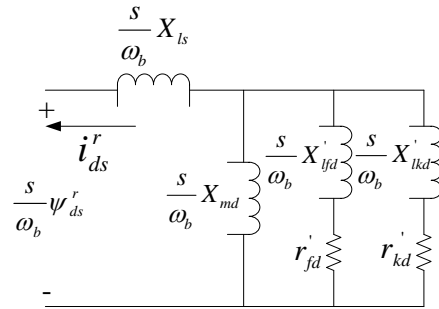 s/ω_b X_ls
+
i^r_ds
s/ω_b ψ^r_ds
-
s/ω_b X_md
s/ω_b X'_lfd
s/ω_b X'_lkd
r'_fd
r'_kd